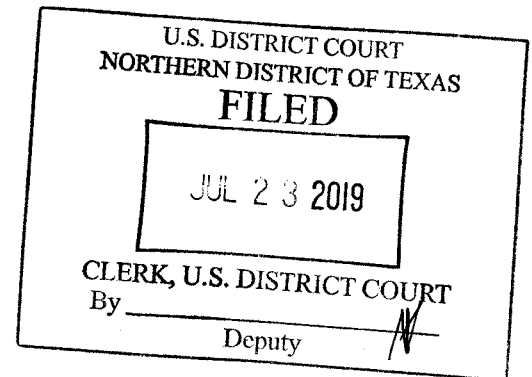 U.S. DISTRICT COURT
NORTHERN DISTRICT OF TEXAS
FILED
JUL 23 2019
CLERK, U.S. DISTRICT COURT
By
Deputy